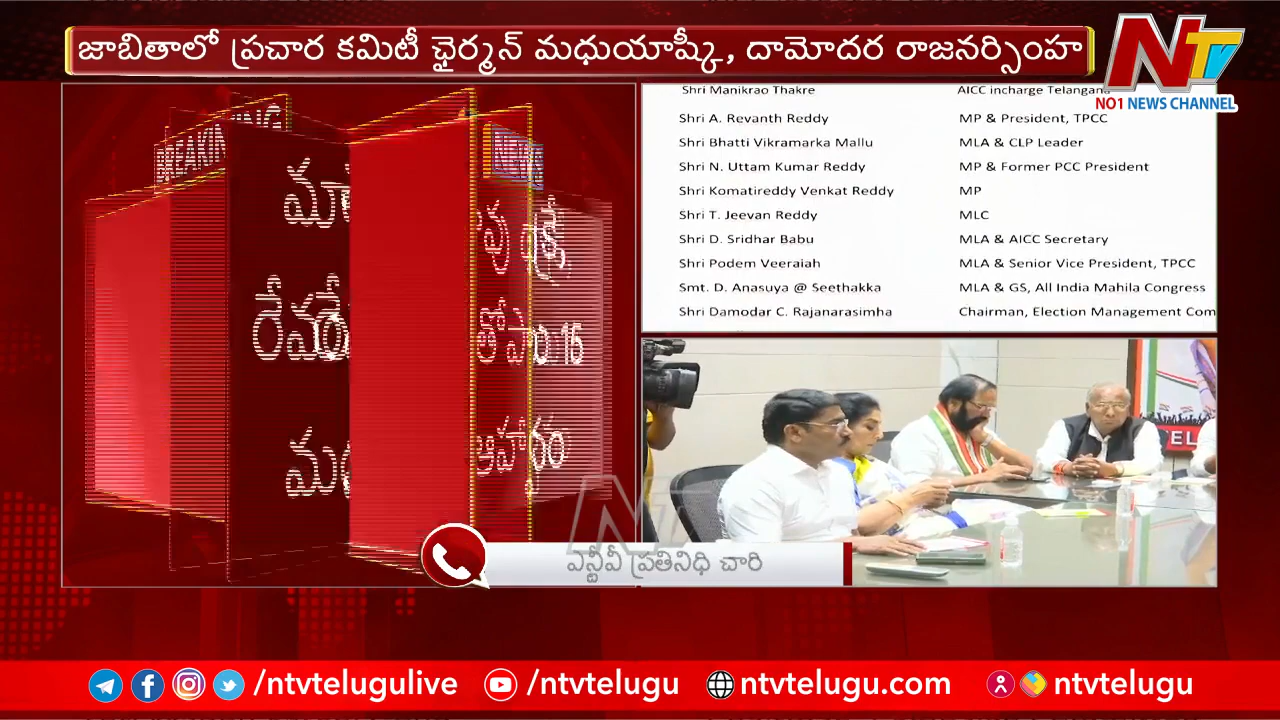 జాబితాలో ప్రచార కమిటీ ఛైర్మన్ మధుయాష్కీ, దామోదర రాజనర్సింహ
NTV
NO1 NEWS CHANNEL
Shri Manikrao Thakre AICC incharge Telangana
Shri A. Revanth Reddy MP & President, TPCC
Shri Bhatti Vikramarka Mallu MLA & CLP Leader
Shri N. Uttam Kumar Reddy MP & Former PCC President
Shri Komatireddy Venkat Reddy MP
Shri T. Jeevan Reddy MLC
Shri D. Sridhar Babu MLA & AICC Secretary
Shri Podem Veeraiah MLA & Senior Vice President, TPCC
Smt. D. Anasuya @ Seethakka MLA & GS, All India Mahila Congress
Shri Damodar C. Rajanarasimha Chairman, Election Management Com
ఎన్టీవీ ప్రతినిధి చారి
/ntvtelugulive /ntvtelugu ntvtelugu.com ntvtelugu